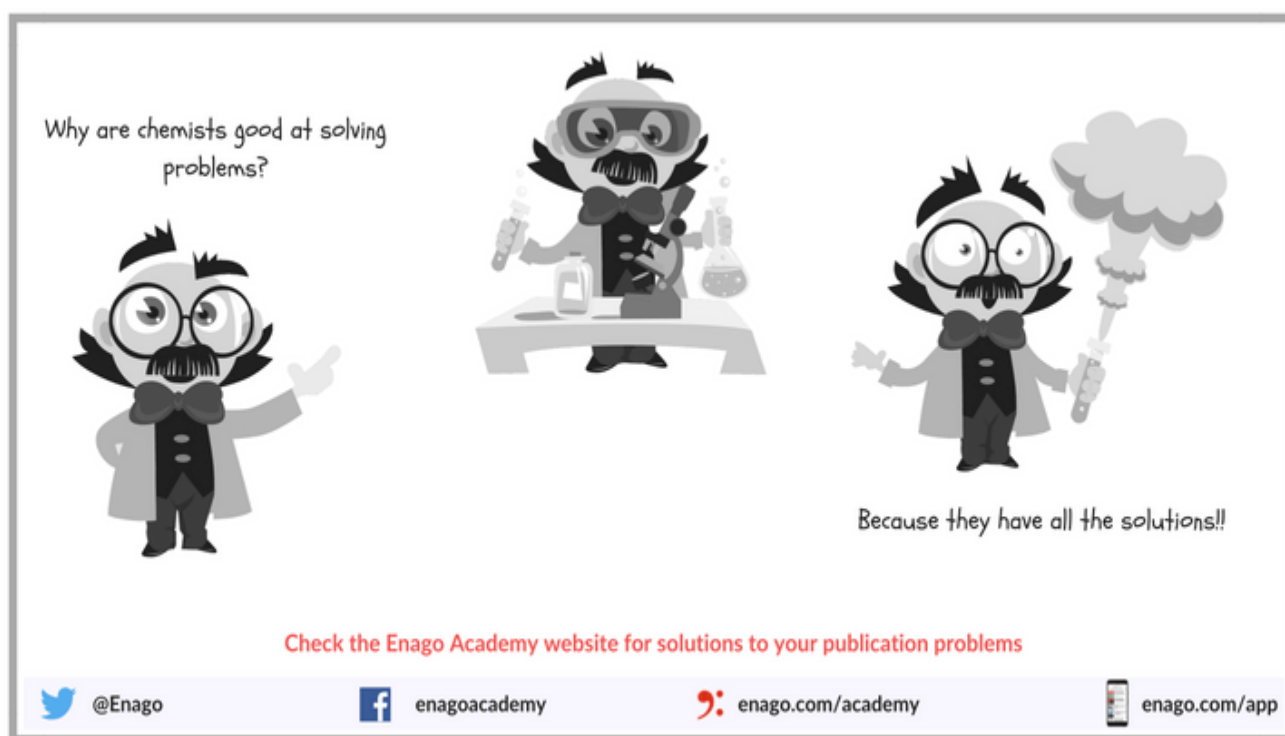 Why are chemists good at solving
problems?
Because they have all the solutions!!
Check the Enago Academy website for solutions to your publication problems
@Enago
enagoacademy
enago.com/academy
enago.com/app